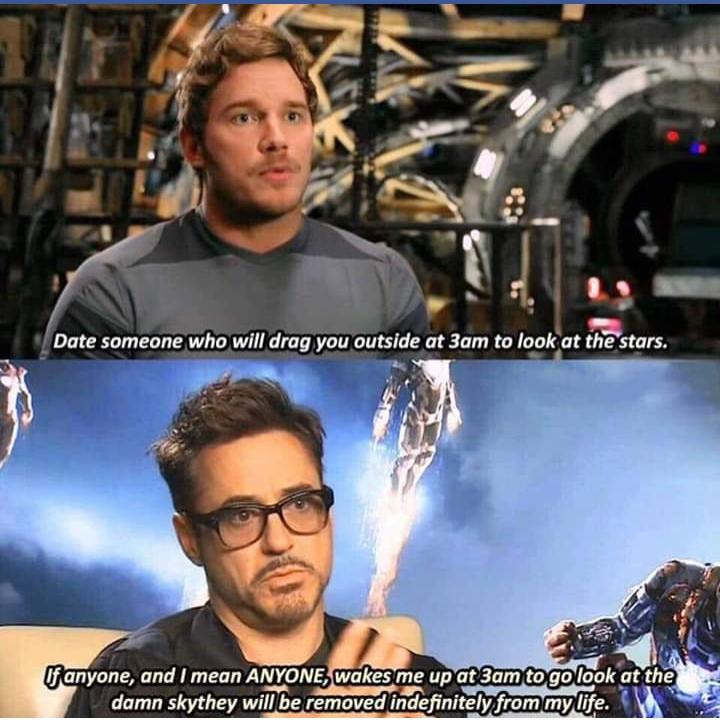 Date someone who will drag you outside at 3am to look at the stars.
If anyone, and I mean ANYONE, wakes me up at 3am to go look at the
damn skythey will be removed indefinitely from my life.